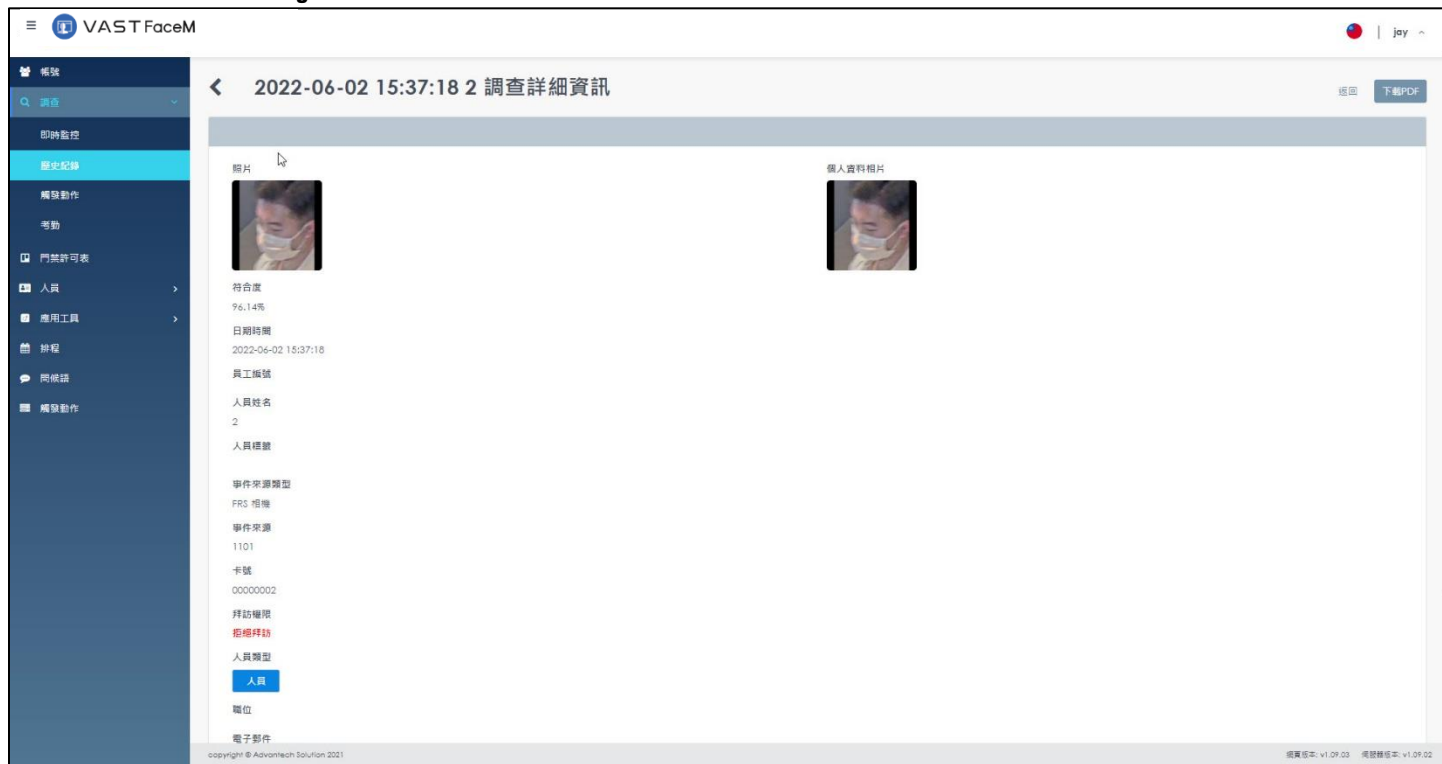 VAST FaceM
jay
帳號
調查
即時監控
歷史紀錄
觸發動作
考勤
門禁許可表
人員
應用工具
排程
問候語
觸發動作
2022-06-02 15:37:18 2 調查詳細資訊
返回
下載PDF
照片
個人資料相片
符合度
96.14%
日期時間
2022-06-02 15:37:18
員工編號
人員姓名
2
人員標籤
事件來源類型
FRS 相機
事件來源
1101
卡號
00000002
拜訪權限
拒絕拜訪
人員類型
人員
職位
電子郵件
copyright © Advantech Solution 2021
網頁版本: v1.09.03 伺服器版本: v1.09.02